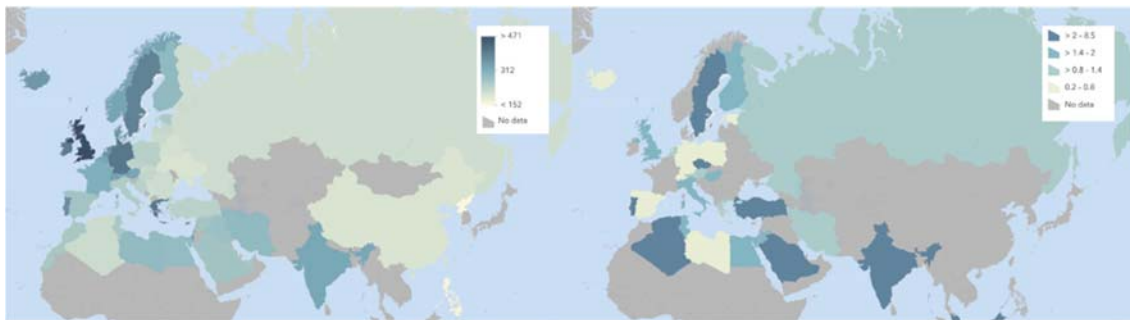 > 471
312
< 152
No data
> 2 - 8.5
> 1.4 - 2
> 0.8 - 1.4
0.2 - 0.8
No data